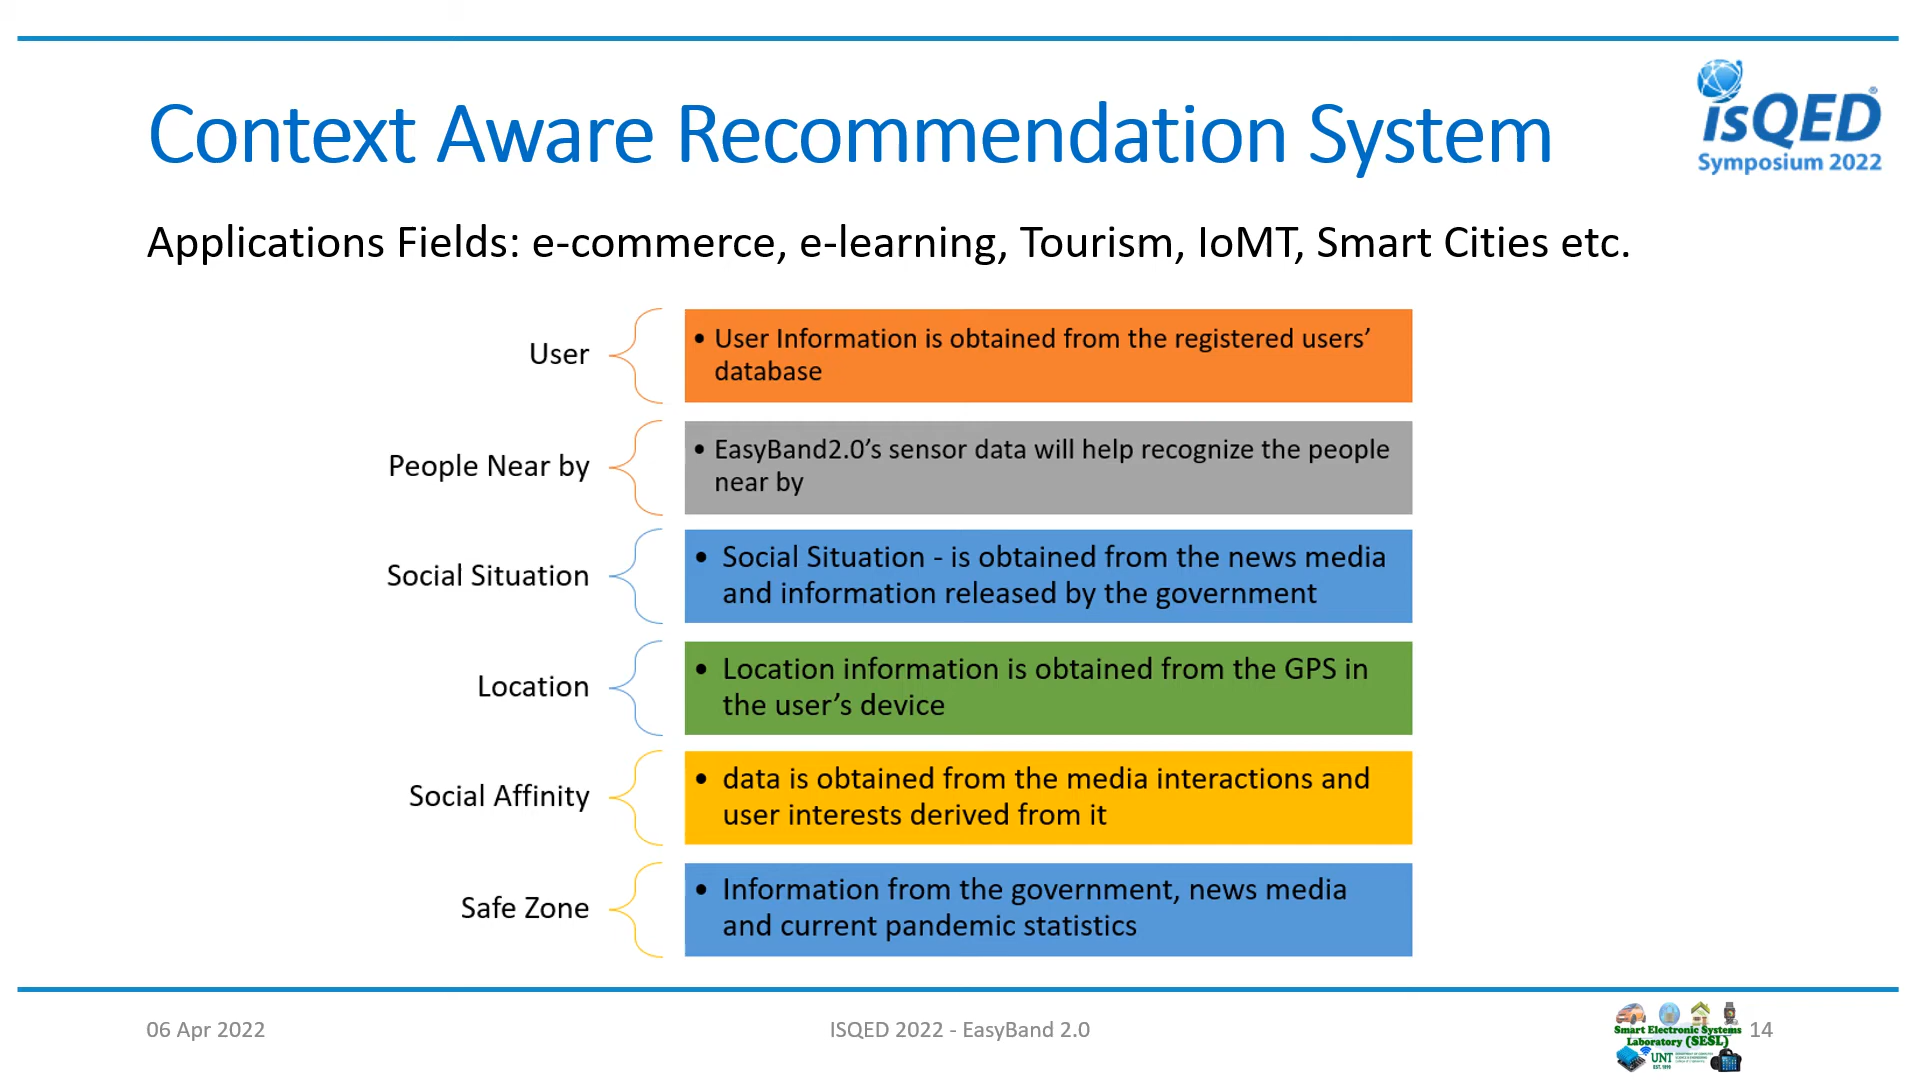 isQED®
Symposium 2022
Context Aware Recommendation System
Applications Fields: e-commerce, e-learning, Tourism, IoMT, Smart Cities etc.
User
• User Information is obtained from the registered users’
database
People Near by
• EasyBand2.0’s sensor data will help recognize the people
near by
Social Situation
• Social Situation - is obtained from the news media
and information released by the government
Location
• Location information is obtained from the GPS in
the user’s device
Social Affinity
• data is obtained from the media interactions and
user interests derived from it
Safe Zone
• Information from the government, news media
and current pandemic statistics
06 Apr 2022
ISQED 2022 - EasyBand 2.0
Smart Electronic Systems
Laboratory (SESL)
UNT
EST. 1890
14